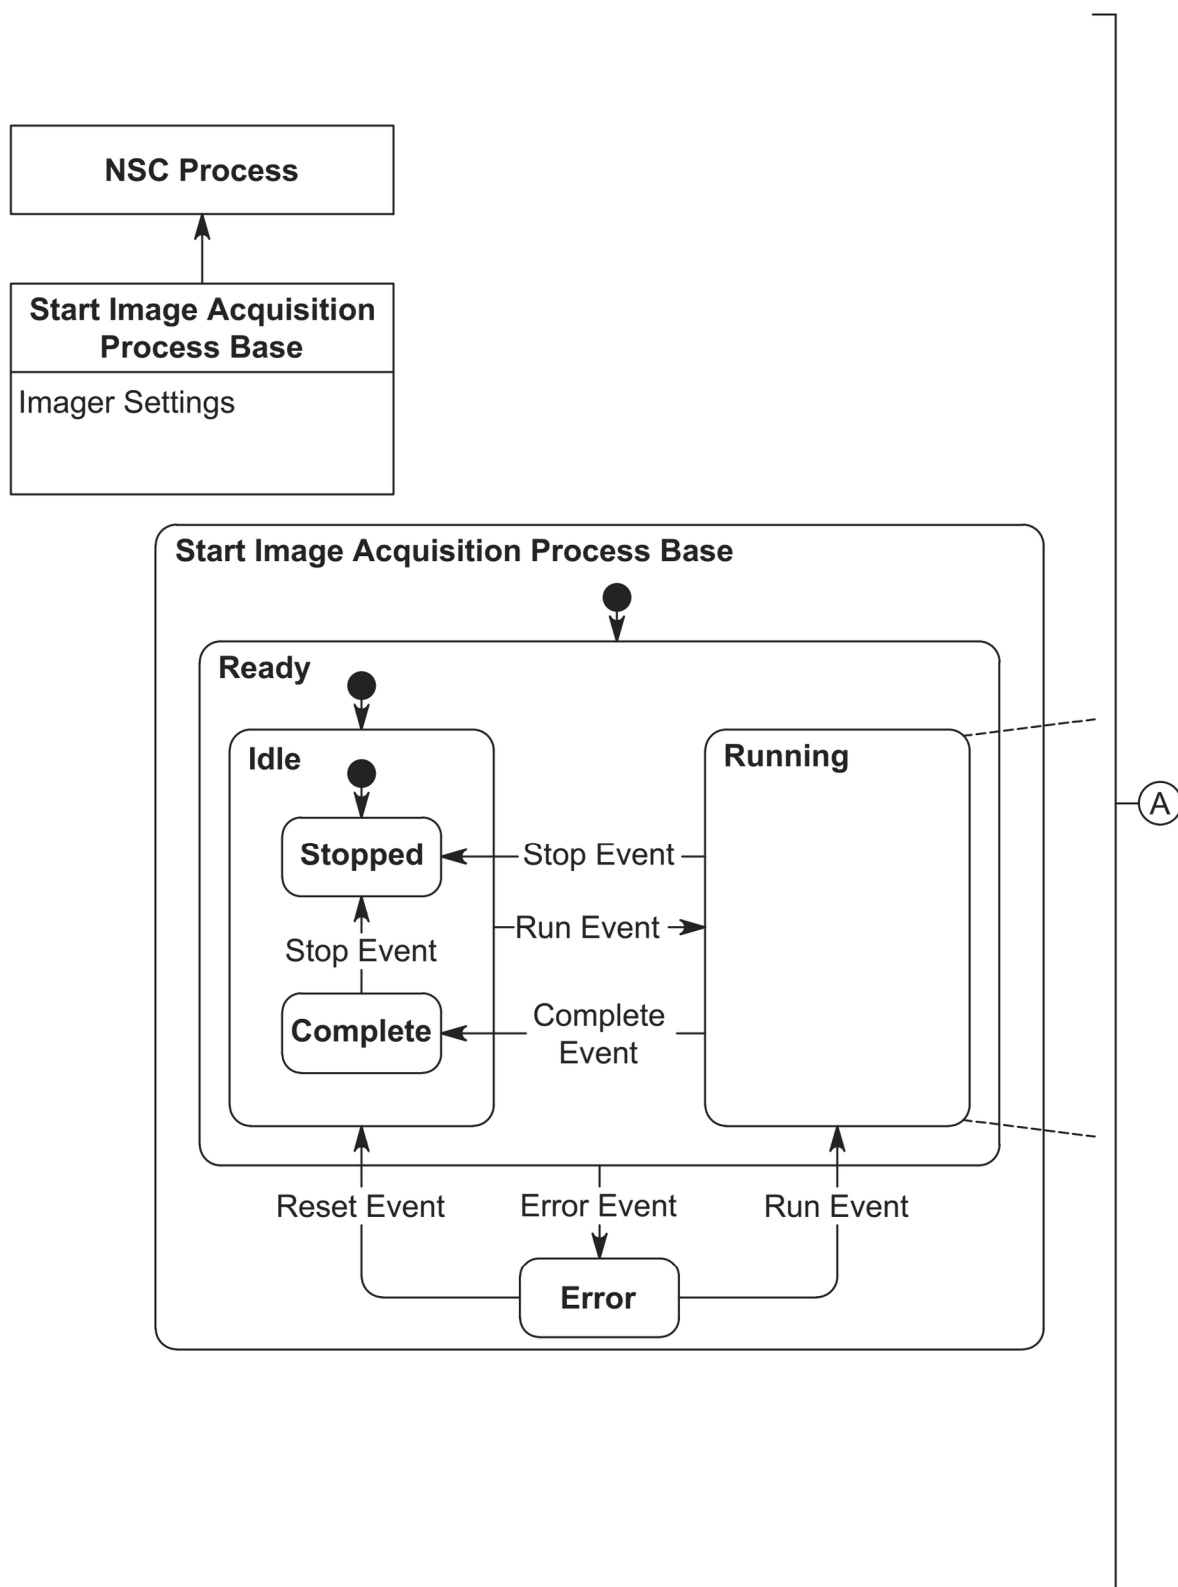 NSC Process
Start Image Acquisition
Process Base
Imager Settings
Start Image Acquisition Process Base
Ready
Idle
Running
Stopped
Stop Event
Run Event
Stop Event
Complete
Complete
Event
A
Reset Event
Error Event
Run Event
Error